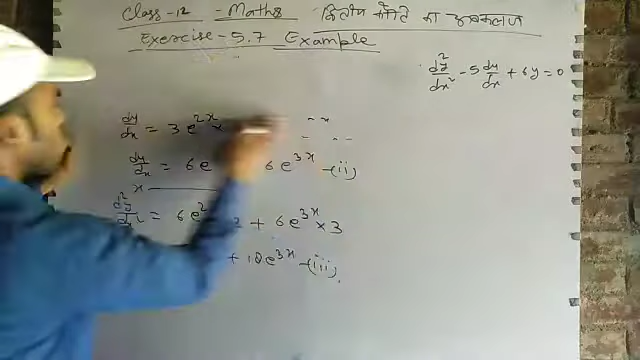 Class-12 - Maths द्वितीय कोटि का अवकलज
Exercise-5.7 Example
d²y/dx² - 5 dy/dx + 6y = 0
dy/dx = 3e^2x ×
dy/dx = 6e 6e^3x -(ii)
d²y/dx² = 6e^2 2 + 6e^3x × 3
+ 18e^3x -(iii)